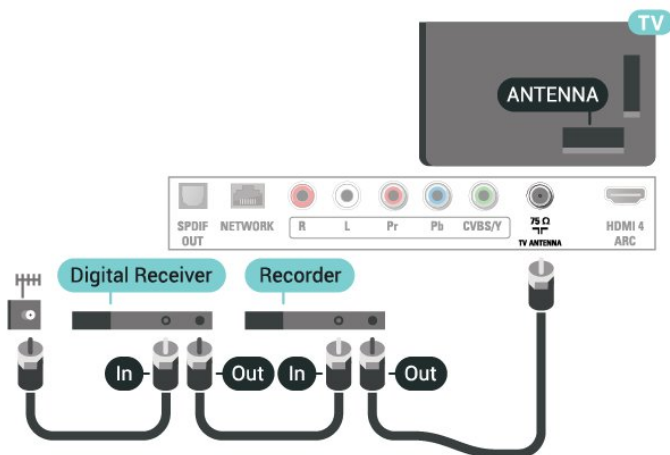 TV
ANTENNA
SPDIF OUT
NETWORK
R
L
Pr
Pb
CVBS/Y
75 Ω
TV ANTENNA
HDMI 4 ARC
Digital Receiver
Recorder
In
Out
In
Out